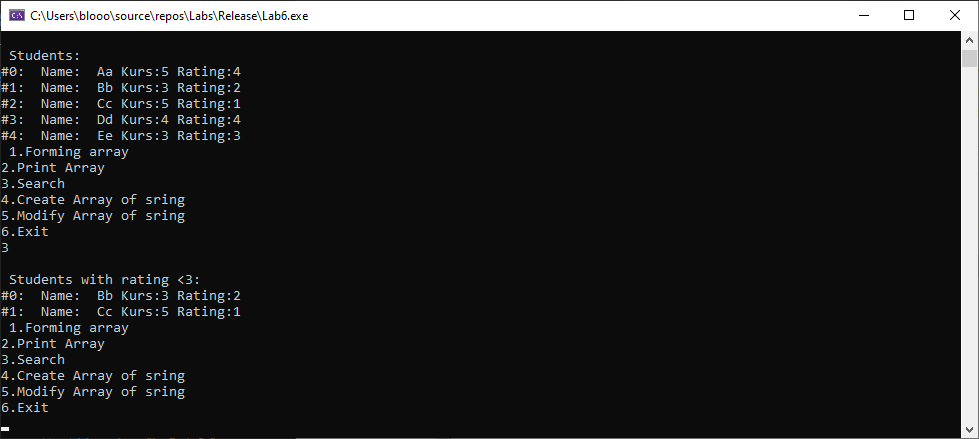 C:\Users\blooo\source\repos\Labs\Release\Lab6.exe
Students:
#0:  Name:  Aa Kurs:5 Rating:4
#1:  Name:  Bb Kurs:3 Rating:2
#2:  Name:  Cc Kurs:5 Rating:1
#3:  Name:  Dd Kurs:4 Rating:4
#4:  Name:  Ee Kurs:3 Rating:3
1.Forming array
2.Print Array
3.Search
4.Create Array of sring
5.Modify Array of sring
6.Exit
3
Students with rating <3:
#0:  Name:  Bb Kurs:3 Rating:2
#1:  Name:  Cc Kurs:5 Rating:1
1.Forming array
2.Print Array
3.Search
4.Create Array of sring
5.Modify Array of sring
6.Exit